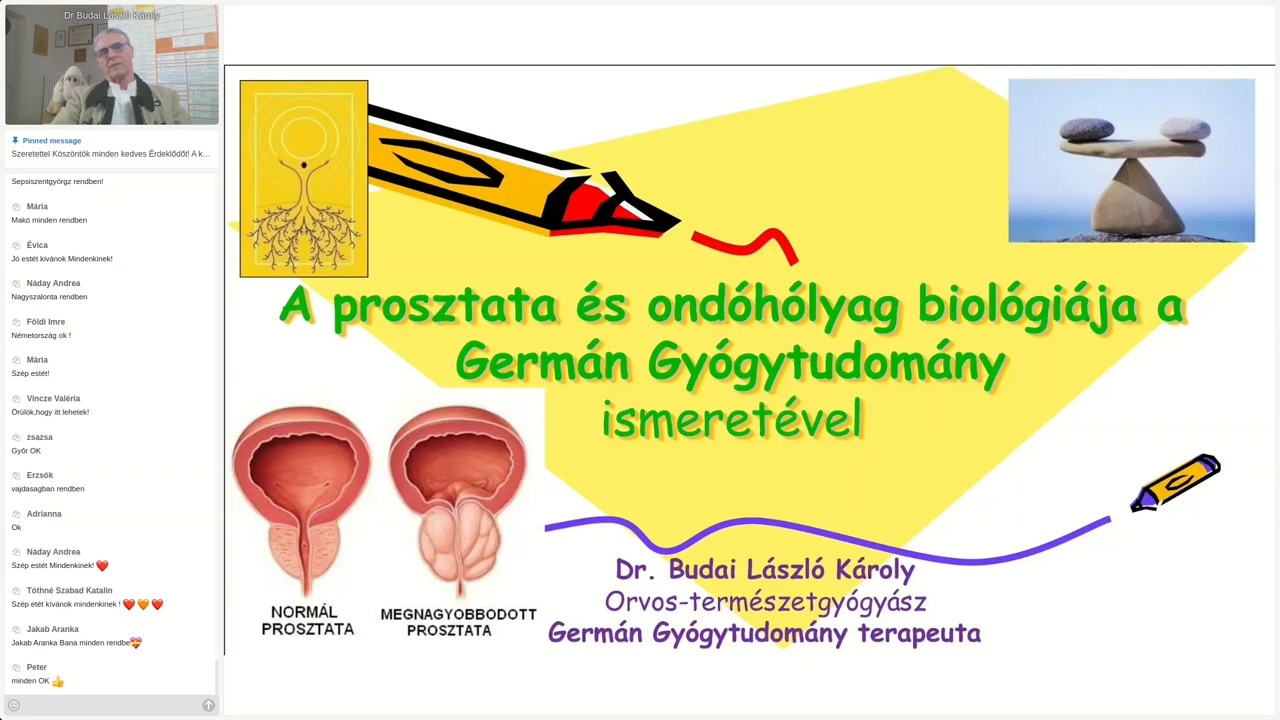 Dr Budai László Károly
Pinned message
Szeretettel Köszöntök minden kedves Érdeklődőt! A k…
Sepsiszentgyörgz rendben!
Mária
Makó minden rendben
Évica
Jó estét kívánok Mindenkinek!
Náday Andrea
Nagyszalonta rendben
Földi Imre
Németország ok !
Mária
Szép estét!
Vincze Valéria
Örülök,hogy itt lehetek!
zsazsa
Győr OK
Erzsók
vajdasagban rendben
Adrianna
Ok
Náday Andrea
Szép estét Mindenkinek! ❤️
Tóthné Szabad Katalin
Szép etét kívánok mindenkinek ! ❤️ 🧡 ❤️
Jakab Aranka
Jakab Aranka Bana minden rendbe💝
Peter
minden OK 👍
A prosztata és ondóhólyag biológiája a
Germán Gyógytudomány
ismeretével
NORMÁL
PROSZTATA
MEGNAGYOBBODOTT
PROSZTATA
Dr. Budai László Károly
Orvos-természetgyógyász
Germán Gyógytudomány terapeuta